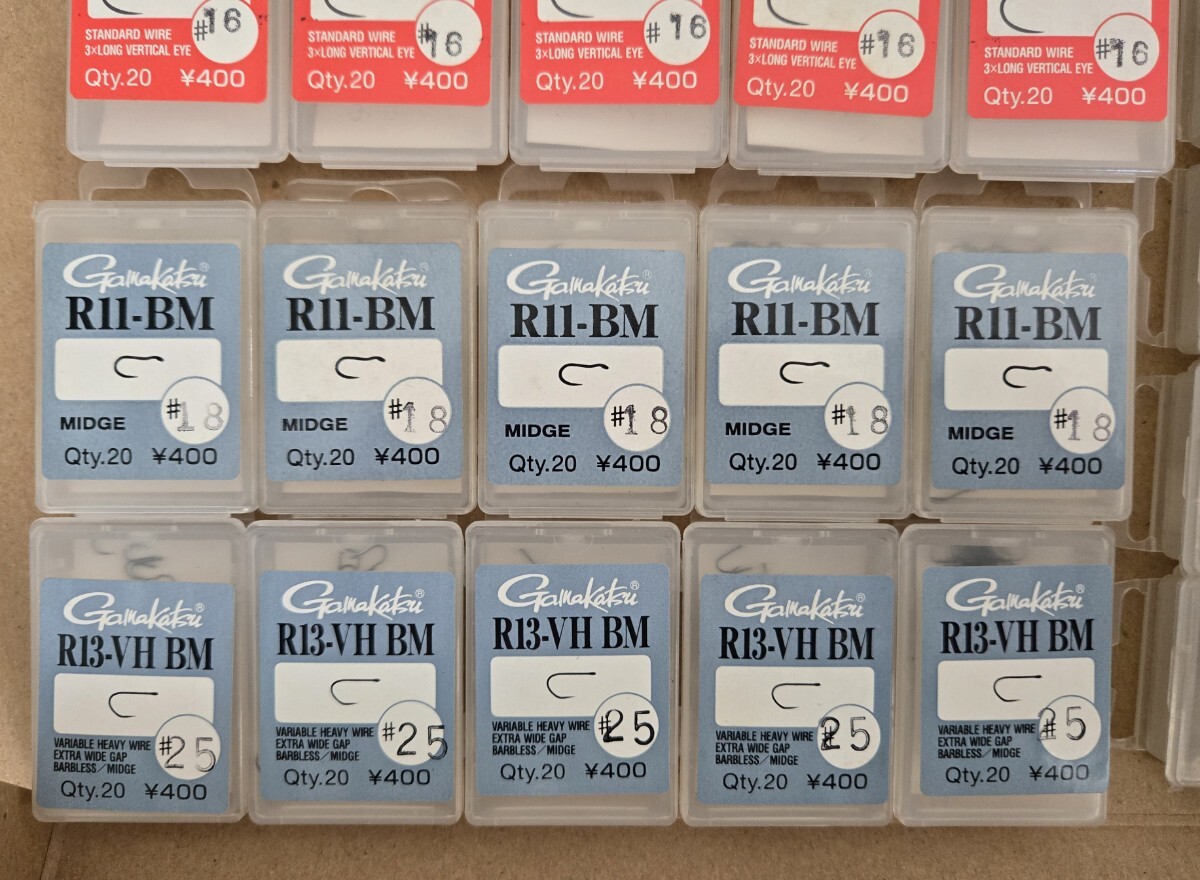 #16
STANDARD WIRE
3×LONG VERTICAL EYE
Qty.20 ¥400
#16
STANDARD WIRE
3×LONG VERTICAL EYE
Qty.20 ¥400
#16
STANDARD WIRE
3×LONG VERTICAL EYE
Qty.20 ¥400
#16
STANDARD WIRE
3×LONG VERTICAL EYE
Qty.20 ¥400
#16
STANDARD WIRE
3×LONG VERTICAL EYE
Qty.20 ¥400
Gamakatsu®
R11-BM
#18
MIDGE
Qty.20 ¥400
Gamakatsu®
R11-BM
#18
MIDGE
Qty.20 ¥400
Gamakatsu®
R11-BM
#18
MIDGE
Qty.20 ¥400
Gamakatsu®
R11-BM
#18
MIDGE
Qty.20 ¥400
Gamakatsu®
R11-BM
#18
MIDGE
Qty.20 ¥400
Gamakatsu®
R13-VH BM
VARIABLE HEAVY WIRE
EXTRA WIDE GAP
BARBLESS/MIDGE
#25
Qty.20 ¥400
Gamakatsu®
R13-VH BM
VARIABLE HEAVY WIRE
EXTRA WIDE GAP
BARBLESS/MIDGE
#25
Qty.20 ¥400
Gamakatsu®
R13-VH BM
VARIABLE HEAVY WIRE
EXTRA WIDE GAP
BARBLESS/MIDGE
#25
Qty.20 ¥400
Gamakatsu®
R13-VH BM
VARIABLE HEAVY WIRE
EXTRA WIDE GAP
BARBLESS/MIDGE
#25
Qty.20 ¥400
Gamakatsu®
R13-VH BM
VARIABLE HEAVY WIRE
EXTRA WIDE GAP
BARBLESS/MIDGE
#25
Qty.20 ¥400